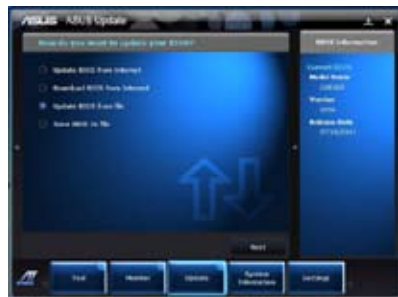 ASUS - ASUS Update
How do you want to update your BIOS?
Update BIOS from Internet
Download BIOS from Internet
Update BIOS from file
Save BIOS to file
Next
BIOS Information
Current BIOS
Model Name
Version
Release Date
Tool
Monitor
Update
System
Information
Settings